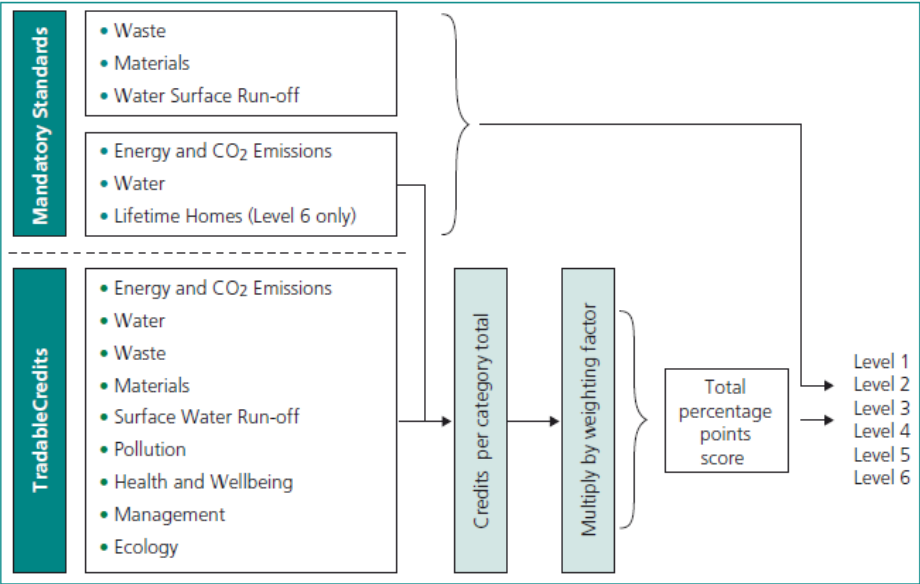 Mandatory Standards
• Waste
• Materials
• Water Surface Run-off
• Energy and CO₂ Emissions
• Water
• Lifetime Homes (Level 6 only)
TradableCredits
• Energy and CO₂ Emissions
• Water
• Waste
• Materials
• Surface Water Run-off
• Pollution
• Health and Wellbeing
• Management
• Ecology
Credits per category total
Multiply by weighting factor
Total
percentage
points
score
Level 1
Level 2
Level 3
Level 4
Level 5
Level 6